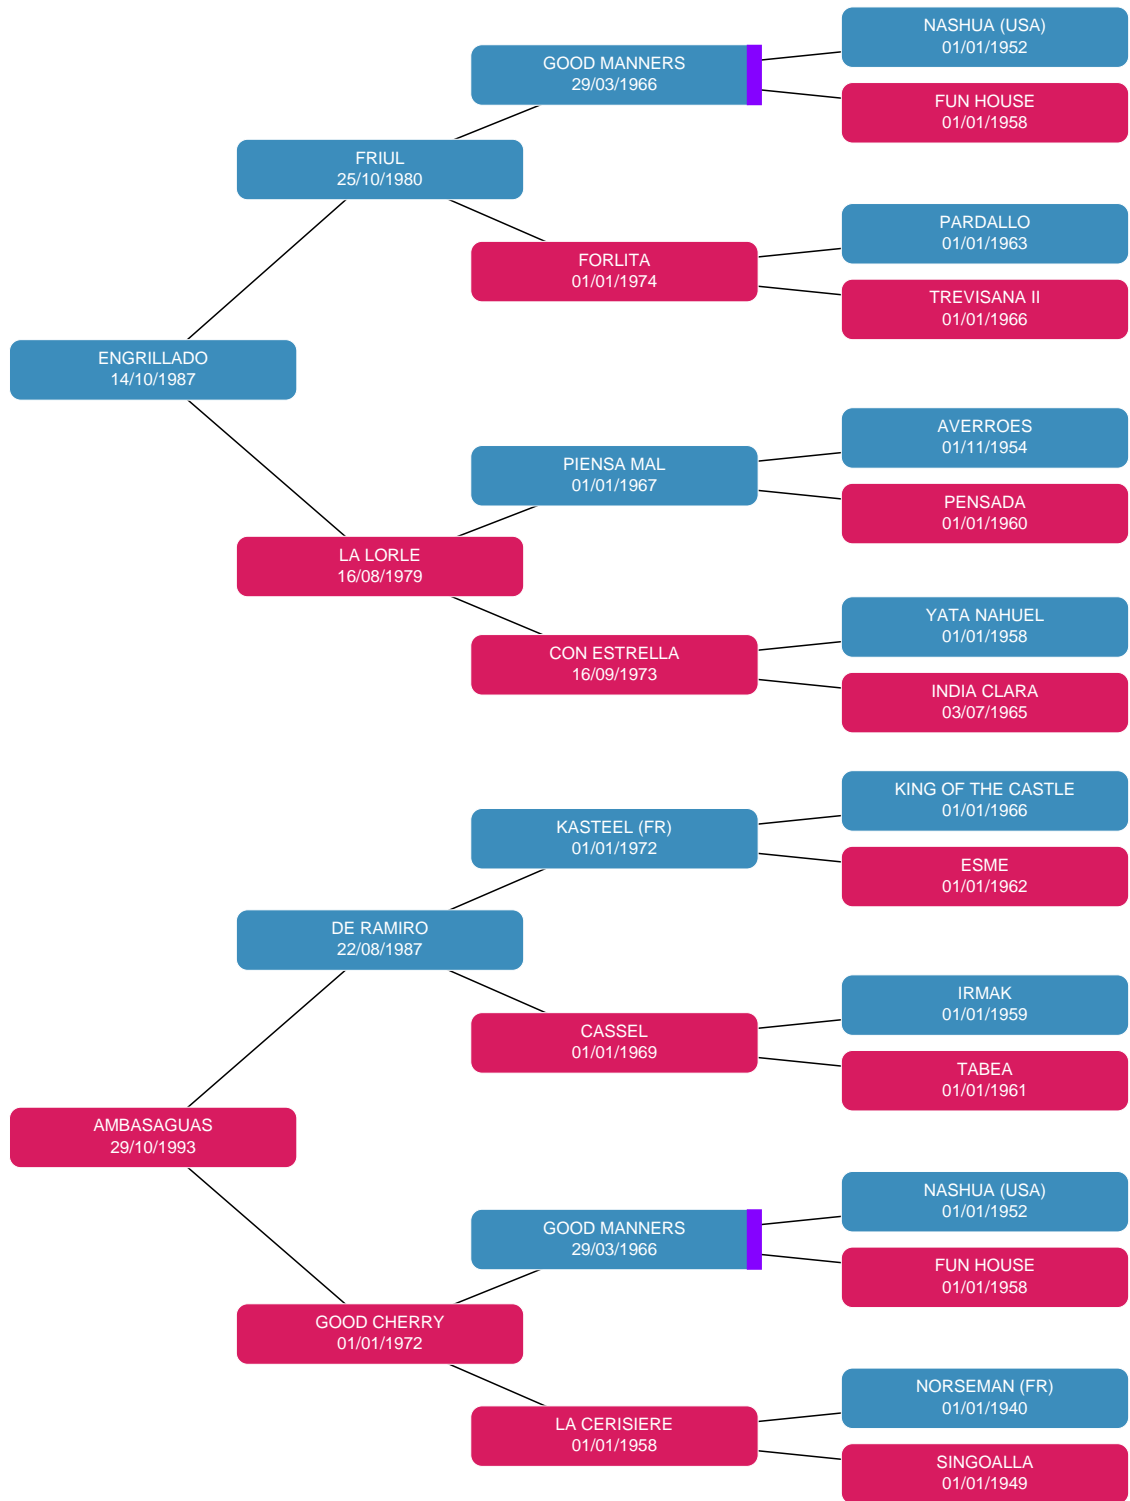 NASHUA (USA)
01/01/1952
GOOD MANNERS
29/03/1966
FUN HOUSE
01/01/1958
FRIUL
25/10/1980
PARDALLO
01/01/1963
FORLITA
01/01/1974
TREVISANA II
01/01/1966
ENGRILLADO
14/10/1987
AVERROES
01/11/1954
PIENSA MAL
01/01/1967
PENSADA
01/01/1960
LA LORLE
16/08/1979
YATA NAHUEL
01/01/1958
CON ESTRELLA
16/09/1973
INDIA CLARA
03/07/1965
KING OF THE CASTLE
01/01/1966
KASTEEL (FR)
01/01/1972
ESME
01/01/1962
DE RAMIRO
22/08/1987
IRMAK
01/01/1959
CASSEL
01/01/1969
TABEA
01/01/1961
AMBASAGUAS
29/10/1993
NASHUA (USA)
01/01/1952
GOOD MANNERS
29/03/1966
FUN HOUSE
01/01/1958
GOOD CHERRY
01/01/1972
NORSEMAN (FR)
01/01/1940
LA CERISIERE
01/01/1958
SINGOALLA
01/01/1949